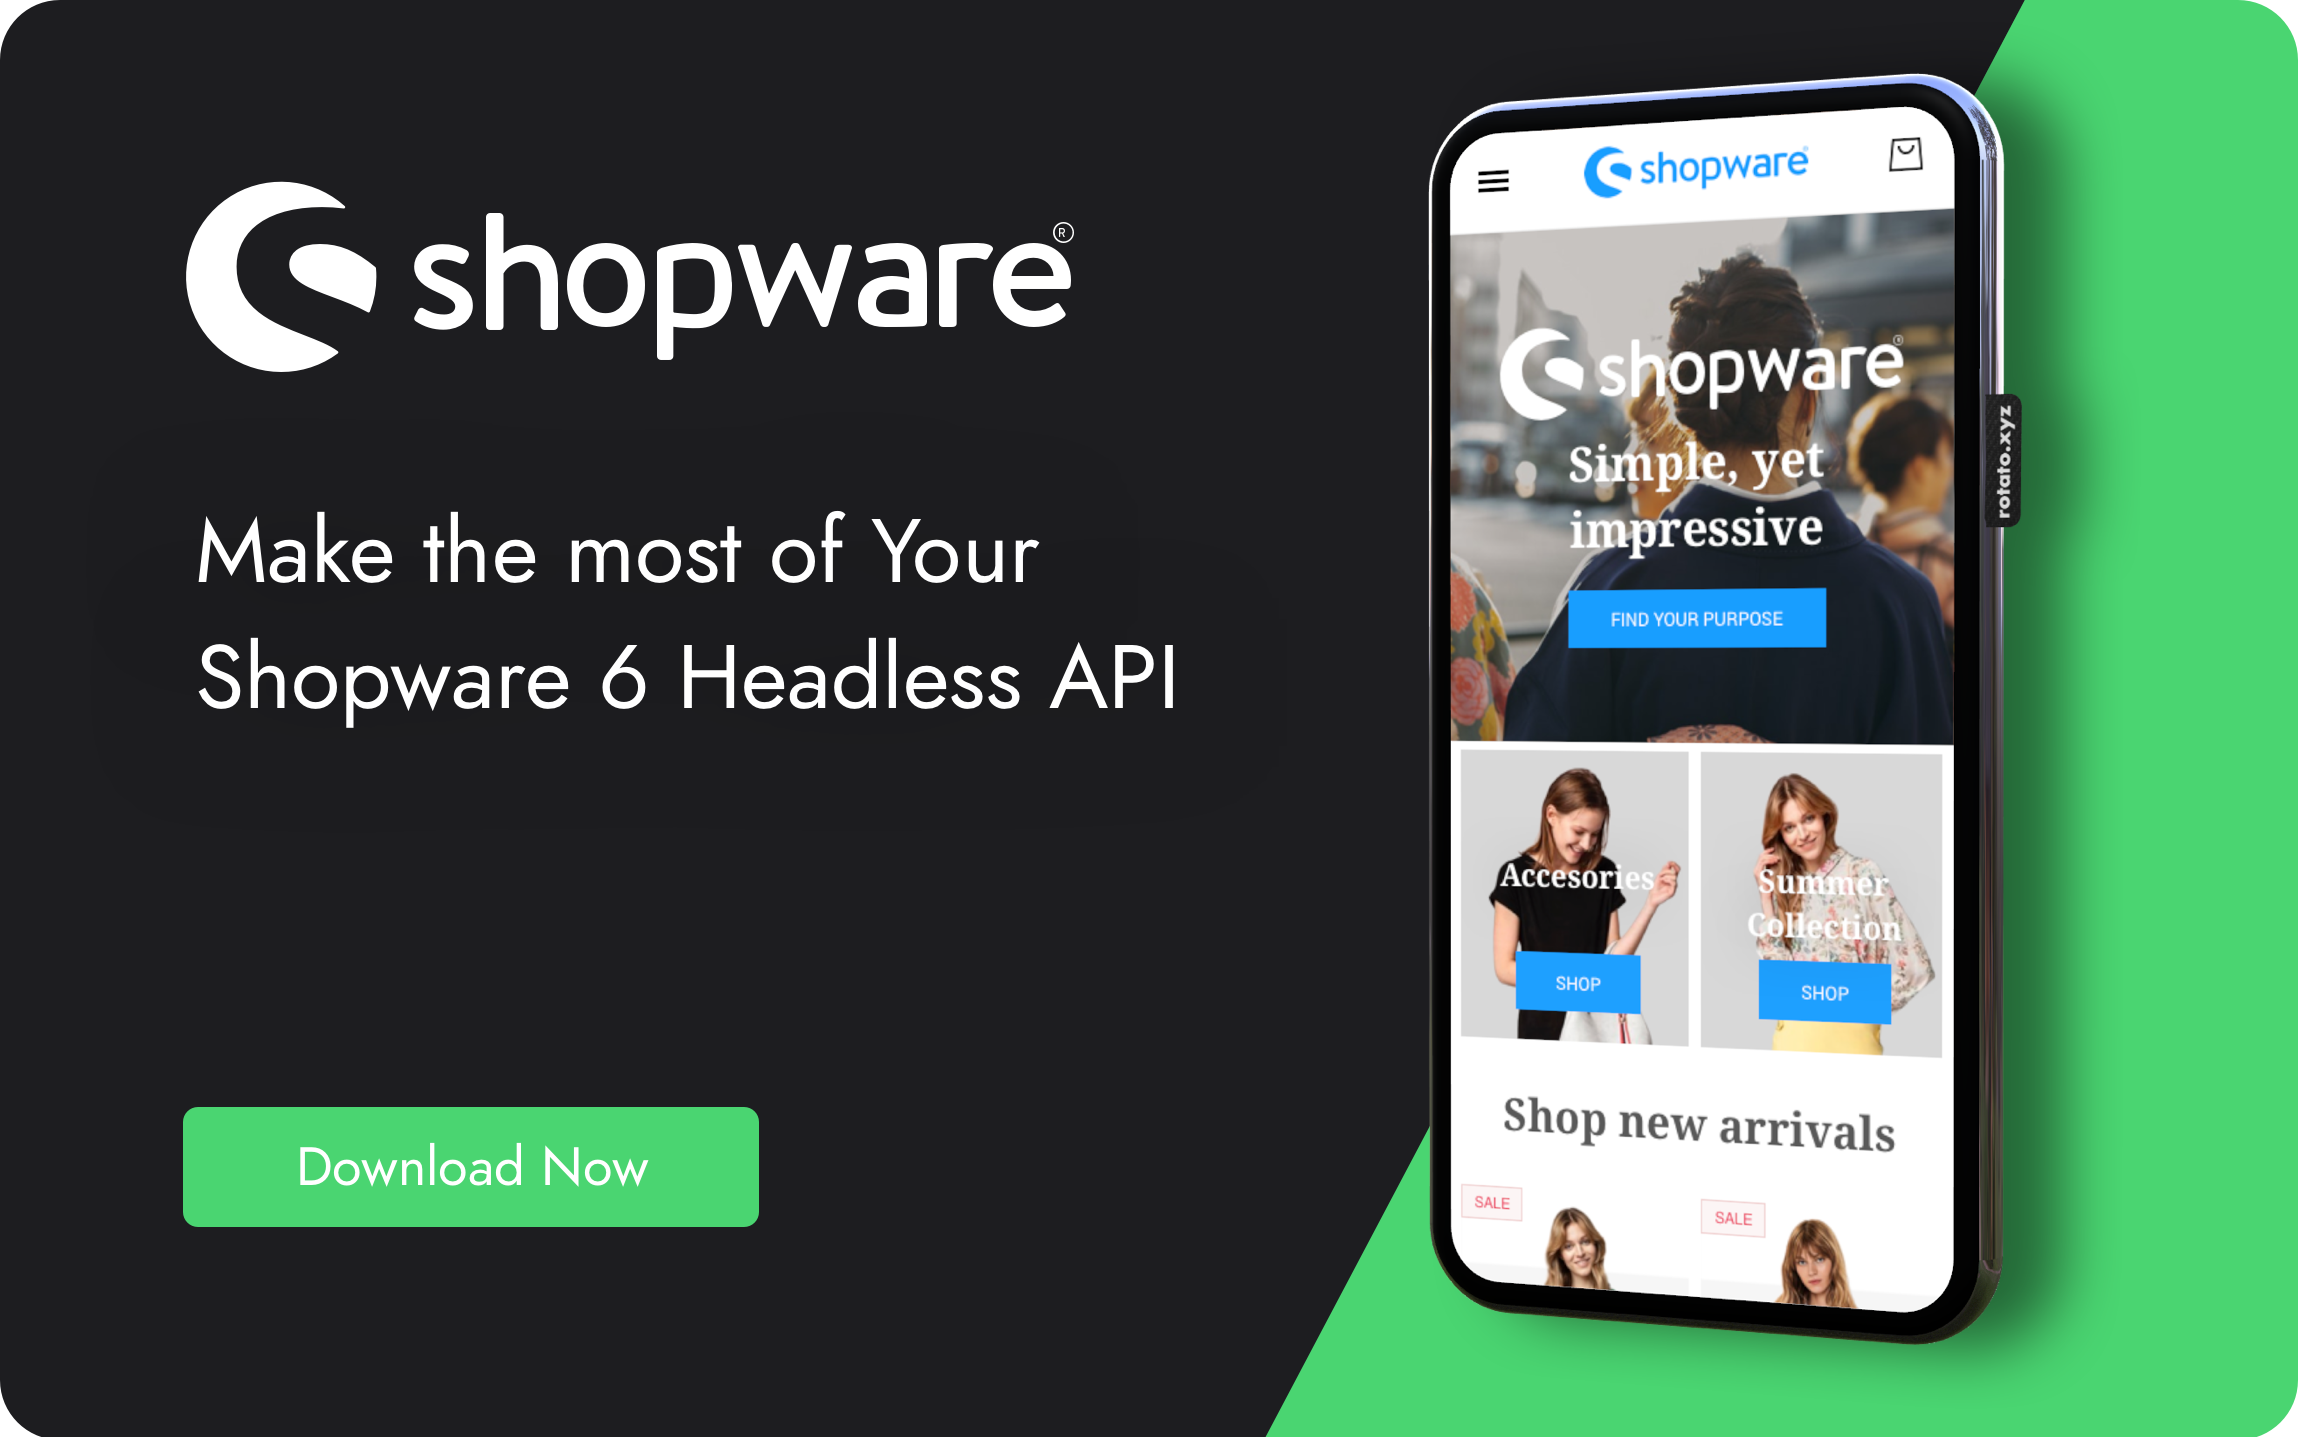 shopware®
Make the most of Your
Shopware 6 Headless API
Download Now
shopware®
shopware®
Simple, yet
impressive
FIND YOUR PURPOSE
Accesories
SHOP
Summer
Collection
SHOP
Shop new arrivals
SALE
SALE
rotato.xyz